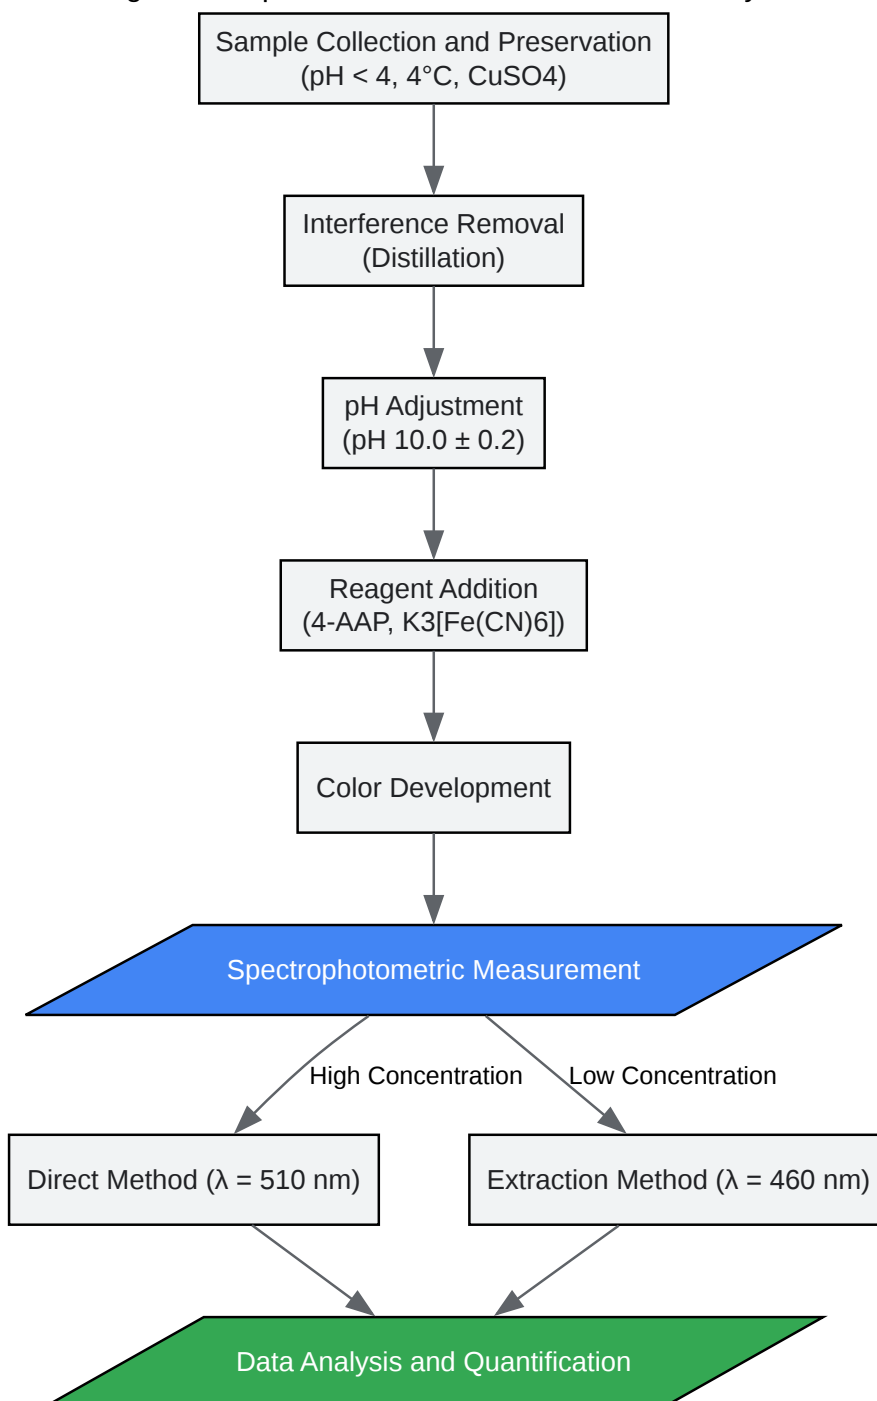 Sample Collection and Preservation
(pH < 4, 4°C, CuSO4)
Interference Removal
(Distillation)
pH Adjustment
(pH 10.0 ± 0.2)
Reagent Addition
(4-AAP, K3[Fe(CN)6])
Color Development
Spectrophotometric Measurement
High Concentration
Low Concentration
Direct Method (λ = 510 nm)
Extraction Method (λ = 460 nm)
Data Analysis and Quantification